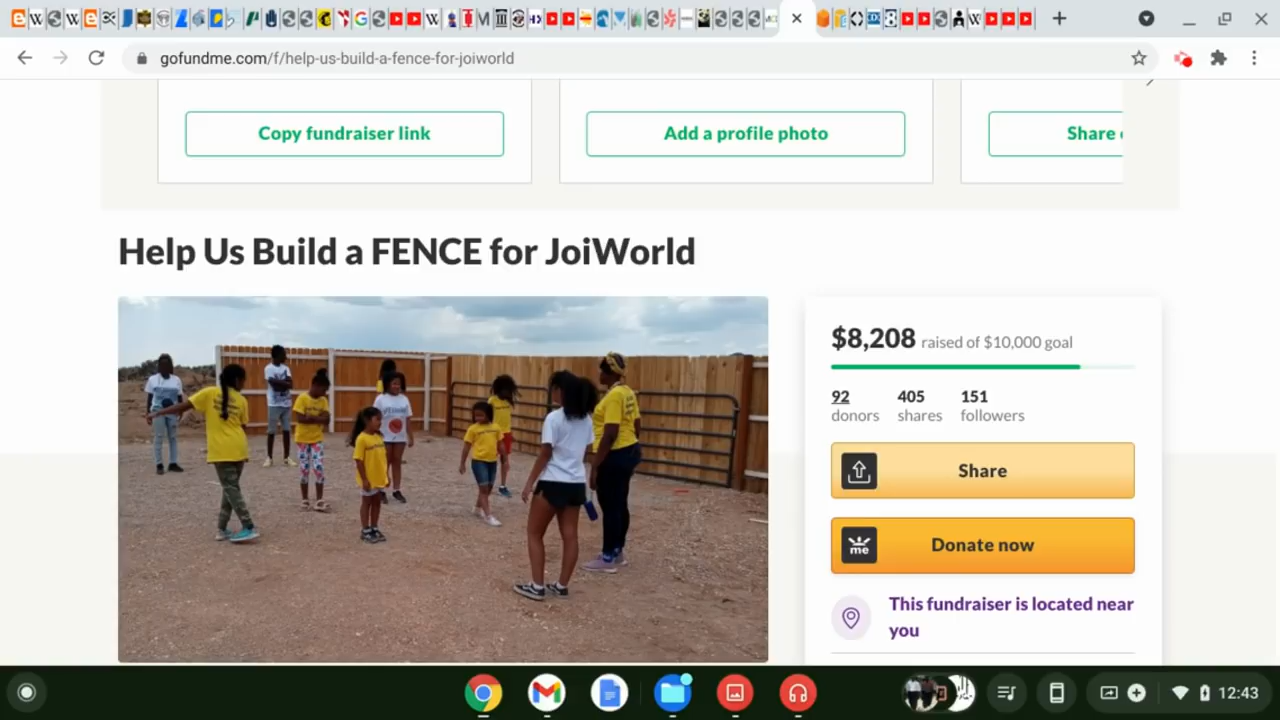 gofundme.com/f/help-us-build-a-fence-for-joiworld
Copy fundraiser link
Add a profile photo
Share
Help Us Build a FENCE for JoiWorld
$8,208 raised of $10,000 goal
92 405 151
donors shares followers
Share
me Donate now
This fundraiser is located near
you
12:43